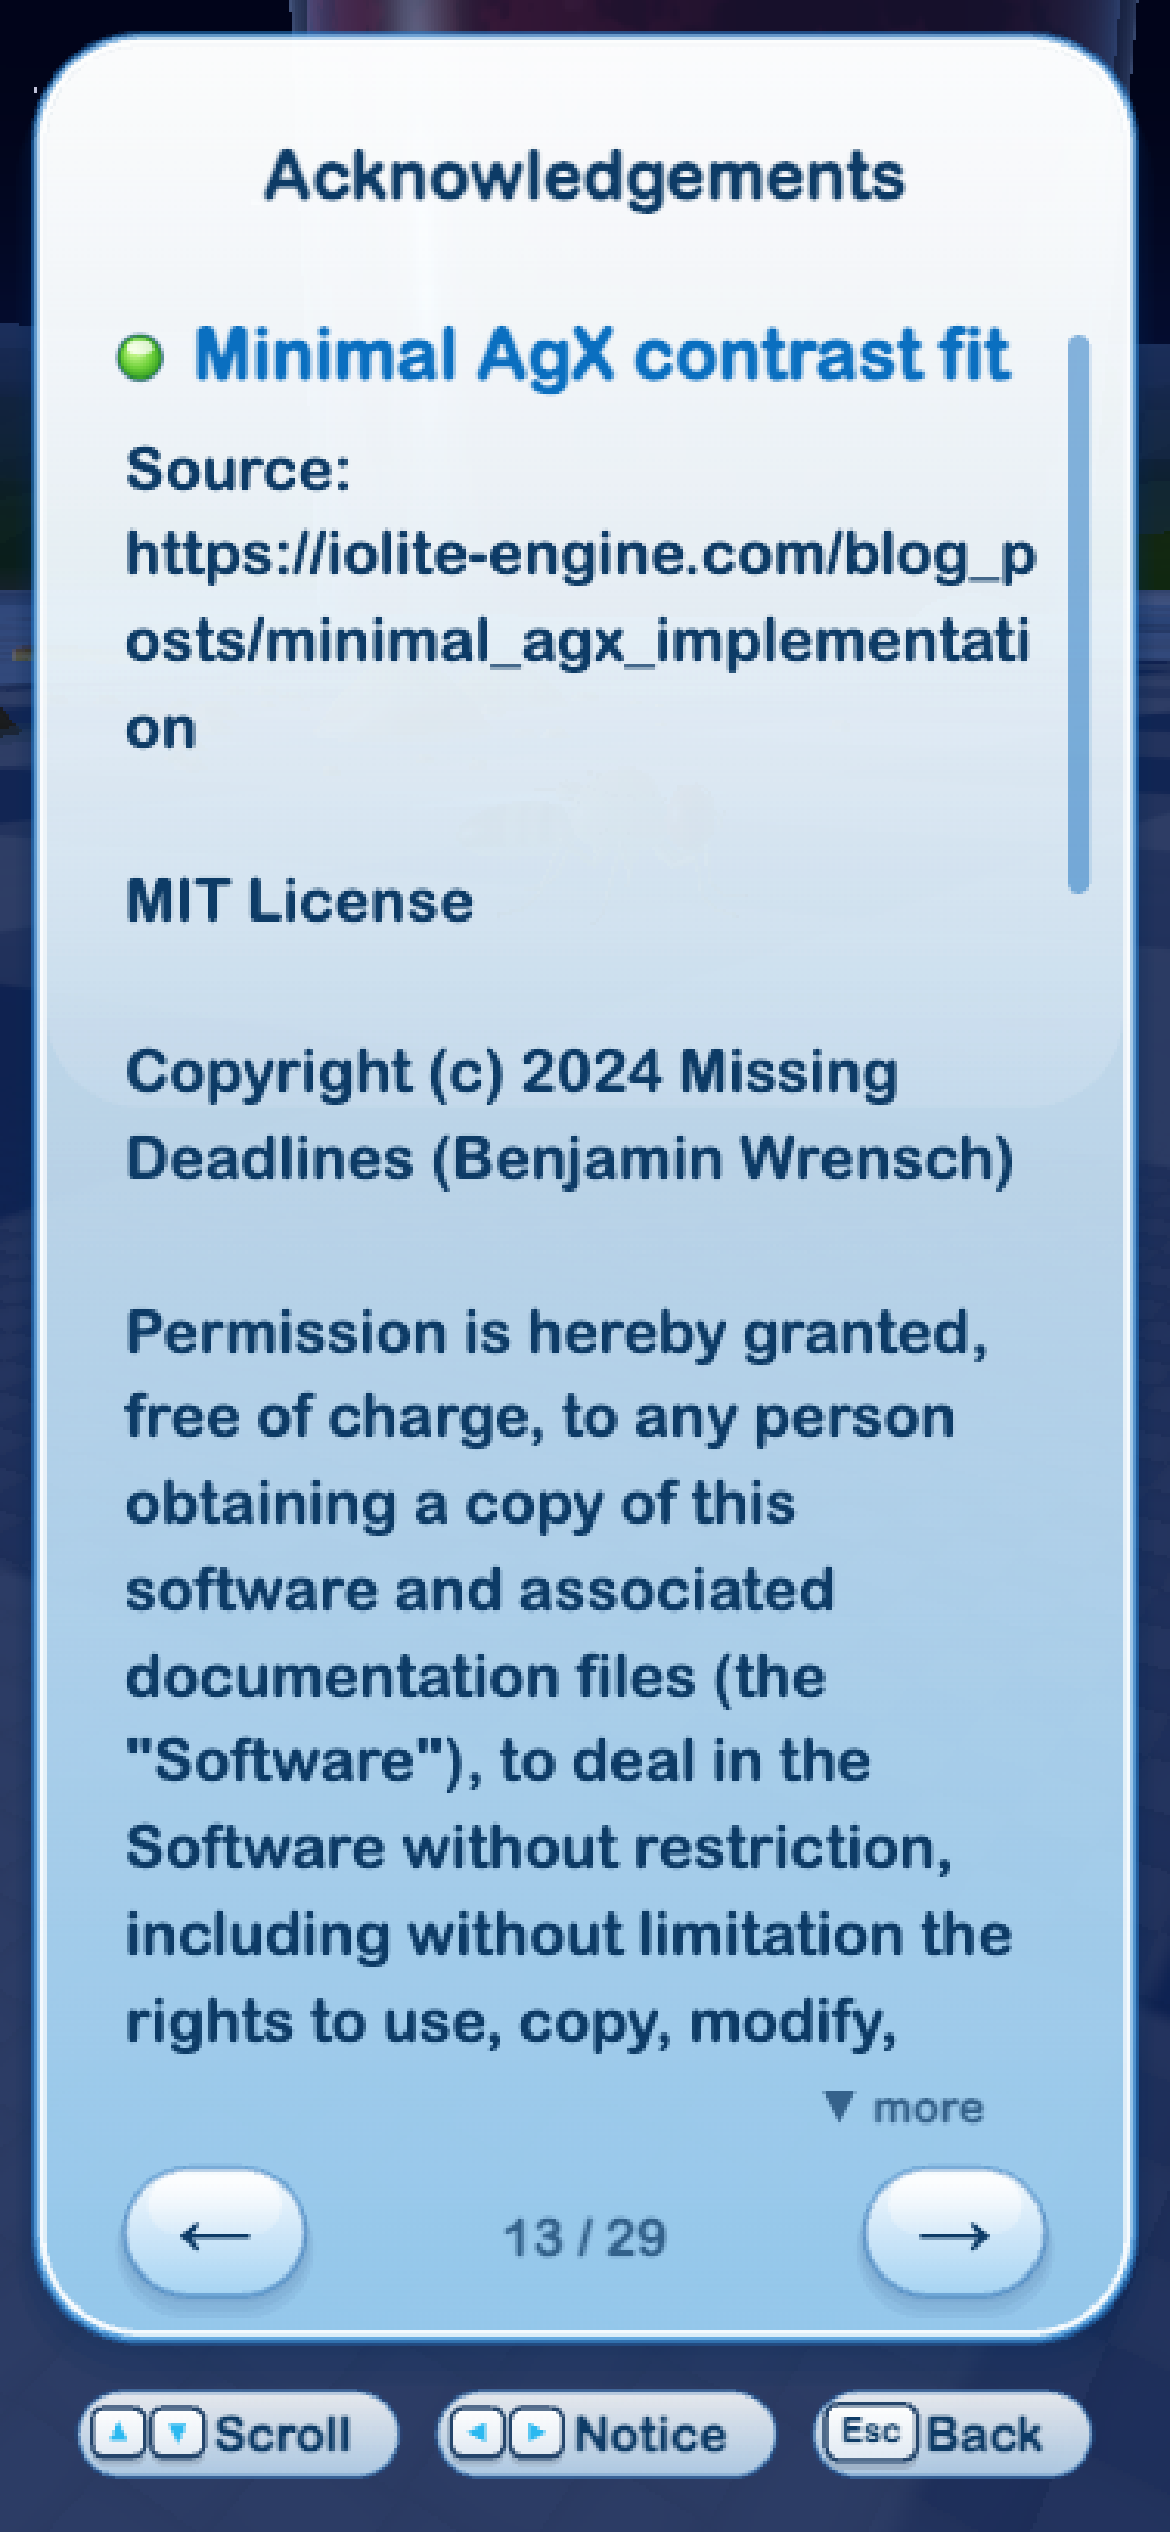 Acknowledgements
Minimal AgX contrast fit
Source:
https://iolite-engine.com/blog_p
osts/minimal_agx_implementati
on
MIT License
Copyright (c) 2024 Missing
Deadlines (Benjamin Wrensch)
Permission is hereby granted,
free of charge, to any person
obtaining a copy of this
software and associated
documentation files (the
"Software"), to deal in the
Software without restriction,
including without limitation the
rights to use, copy, modify,
▼ more
← 13 / 29 →
▲ ▼ Scroll ◀ ▶ Notice Esc Back